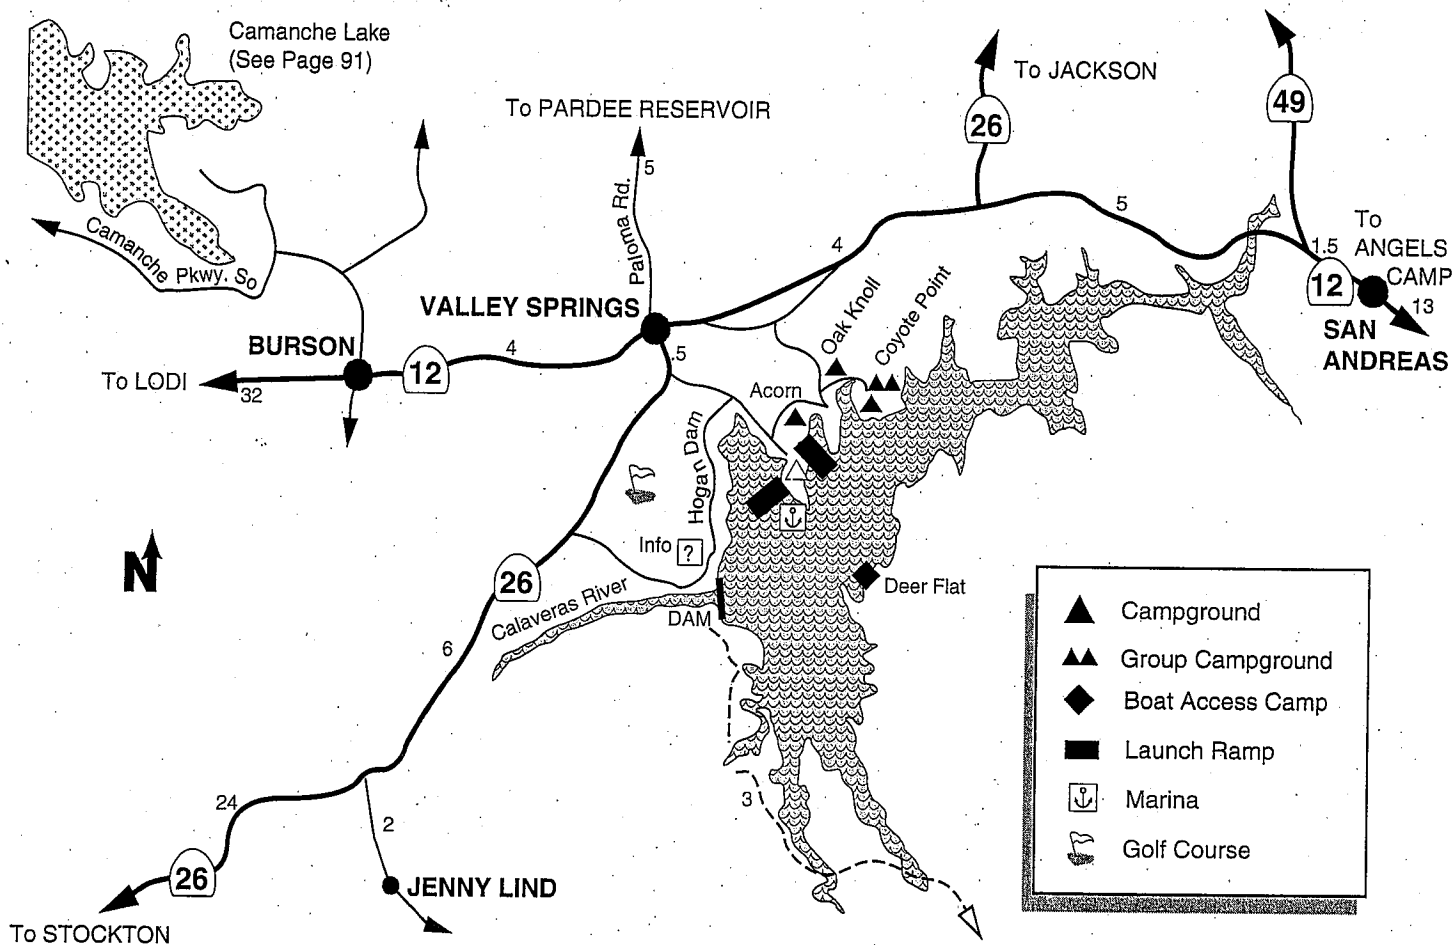 Camanche Lake
(See Page 91)
To PARDEE RESERVOIR
5
Paloma Rd.
26
To JACKSON
49
5
4
To
ANGELS
CAMP
1.5
12
13
SAN
ANDREAS
Camanche Pkwy. So
VALLEY SPRINGS
Oak Knoll
Coyote Point
BURSON
12
4
.5
To LODI
32
Acorn
Hogan Dam
Info
?
26
Calaveras River
DAM
Deer Flat
N
6
3
24
2
26
JENNY LIND
To STOCKTON
Campground
Group Campground
Boat Access Camp
Launch Ramp
Marina
Golf Course